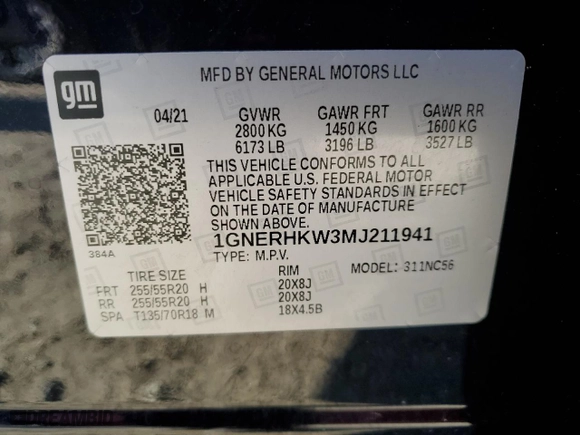 gm
MFD BY GENERAL MOTORS LLC
04/21 GVWR GAWR FRT GAWR RR
2800 KG 1450 KG 1600 KG
6173 LB 3196 LB 3527 LB
THIS VEHICLE CONFORMS TO ALL
APPLICABLE U.S. FEDERAL MOTOR
VEHICLE SAFETY STANDARDS IN EFFECT
ON THE DATE OF MANUFACTURE
SHOWN ABOVE.
384A
1GNERHKW3MJ211941
TYPE: M.P.V. MODEL: 311NC56
TIRE SIZE RIM
FRT 255/55R20 H 20X8J
RR 255/55R20 H 20X8J
SPA T135/70R18 M 18X4.5B